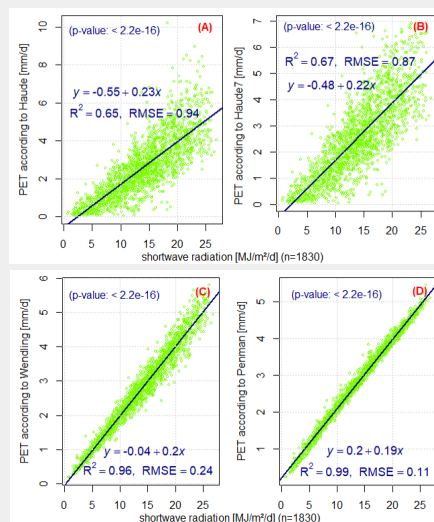 (p-value: < 2.2e-16)
(A)
y = -0.55 + 0.23x
R² = 0.65, RMSE = 0.94
PET according to Haude [mm/d]
10
8
6
4
2
0
0 5 10 15 20 25
(p-value: < 2.2e-16)
(B)
R² = 0.67, RMSE = 0.87
y = -0.48 + 0.22x
PET according to Haude7 [mm/d]
7
6
5
4
3
2
1
0
0 5 10 15 20 25
shortwave radiation [MJ/m²/d] (n=1830)
(p-value: < 2.2e-16)
(C)
y = -0.04 + 0.2x
R² = 0.96, RMSE = 0.24
PET according to Wendling [mm/d]
6
5
4
3
2
1
0
0 5 10 15 20 25
(p-value: < 2.2e-16)
(D)
y = 0.2 + 0.19x
R² = 0.99, RMSE = 0.11
PET according to Penman [mm/d]
5
4
3
2
1
0 5 10 15 20 25
shortwave radiation [MJ/m²/d] (n=1830)